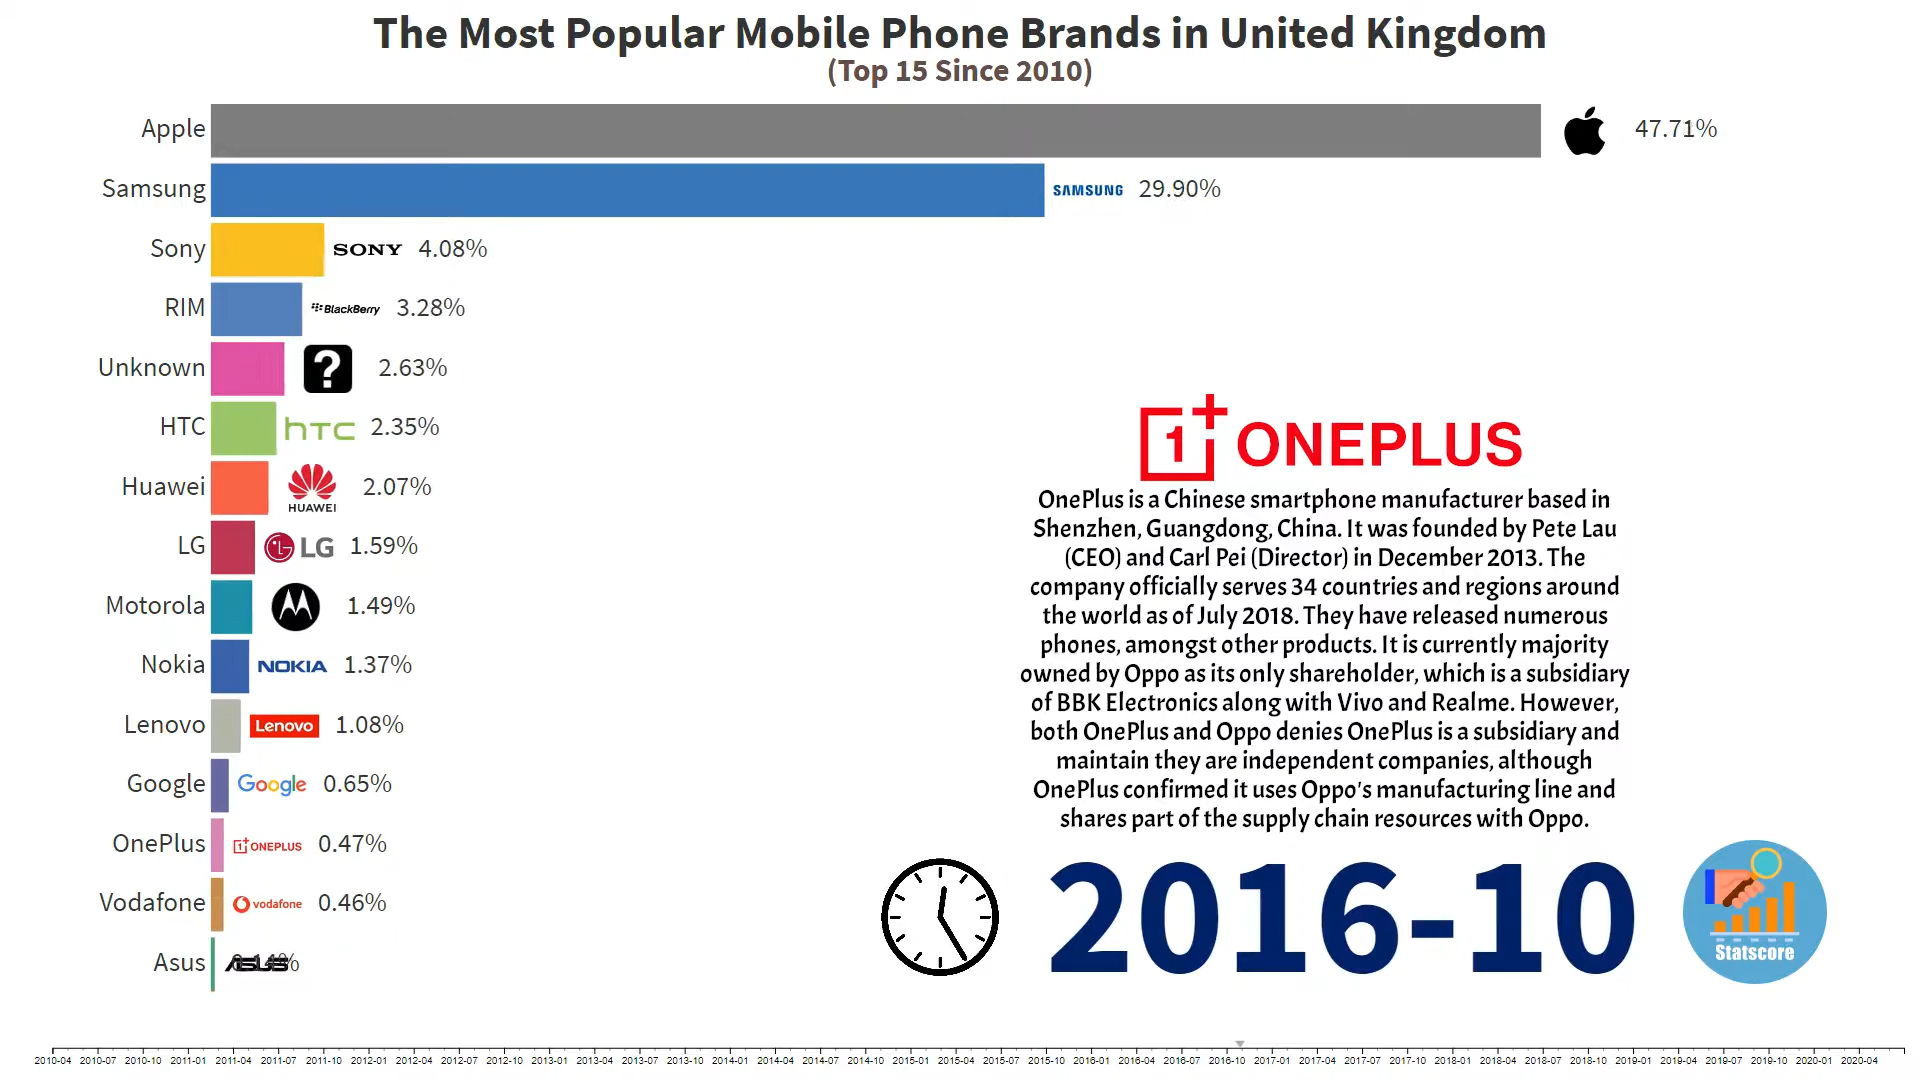 The Most Popular Mobile Phone Brands in United Kingdom
(Top 15 Since 2010)
Apple 47.71%
Samsung SAMSUNG 29.90%
Sony SONY 4.08%
RIM BlackBerry 3.28%
Unknown ? 2.63%
HTC hTC 2.35%
Huawei HUAWEI 2.07%
LG LG LG 1.59%
Motorola 1.49%
Nokia NOKIA 1.37%
Lenovo Lenovo 1.08%
Google Google 0.65%
OnePlus 1+ ONEPLUS 0.47%
Vodafone vodafone 0.46%
Asus ASUS
1+ ONEPLUS
OnePlus is a Chinese smartphone manufacturer based in
Shenzhen, Guangdong, China. It was founded by Pete Lau
(CEO) and Carl Pei (Director) in December 2013. The
company officially serves 34 countries and regions around
the world as of July 2018. They have released numerous
phones, amongst other products. It is currently majority
owned by Oppo as its only shareholder, which is a subsidiary
of BBK Electronics along with Vivo and Realme. However,
both OnePlus and Oppo denies OnePlus is a subsidiary and
maintain they are independent companies, although
OnePlus confirmed it uses Oppo's manufacturing line and
shares part of the supply chain resources with Oppo.
2016-10
Statscore
2010-04 2010-07 2010-10 2011-01 2011-04 2011-07 2011-10 2012-01 2012-04 2012-07 2012-10 2013-01 2013-04 2013-07 2013-10 2014-01 2014-04 2014-07 2014-10 2015-01 2015-04 2015-07 2015-10 2016-01 2016-04 2016-07 2016-10 2017-01 2017-04 2017-07 2017-10 2018-01 2018-04 2018-07 2018-10 2019-01 2019-04 2019-07 2019-10 2020-01 2020-04